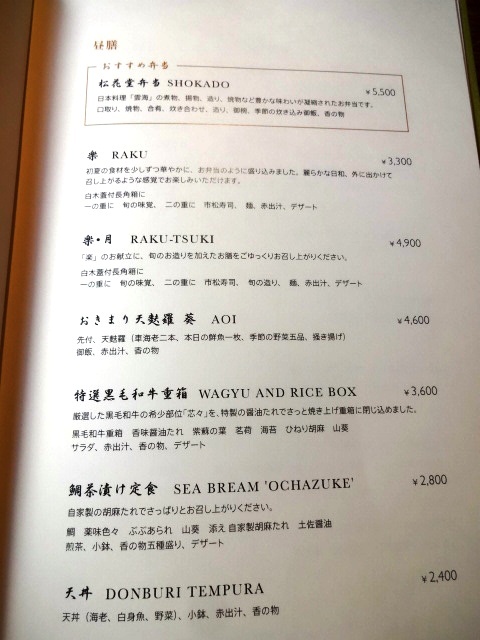 昼膳
おすすめ弁当
松花堂弁当 SHOKADO ¥5,500
日本料理「雲海」の煮物、揚物、造り、焼物など豊かな味わいが凝縮されたお弁当です。
口取り、焼物、合肴、炊き合わせ、造り、御椀、季節の炊き込み御飯、香の物
楽 RAKU ¥3,300
初夏の食材を少しずつ華やかに、お弁当のように盛り込みました。麗らかな日和、外に出かけて
召し上がるような感覚でお楽しみいただけます。
白木蓋付長角箱に
一の重に 旬の味覚、 二の重に 市松寿司、 麺、赤出汁、デザート
楽・月 RAKU-TSUKI ¥4,900
「楽」のお献立に、旬のお造りを加えたお膳をごゆっくりお召し上がりください。
白木蓋付長角箱に
一の重に 旬の味覚、 二の重に 市松寿司、 旬の造り、 麺、赤出汁、デザート
おきまり天麩羅 葵 AOI ¥4,600
先付、天麩羅(車海老二本、本日の鮮魚一枚、季節の野菜五品、掻き揚げ)
御飯、赤出汁、香の物
特選黒毛和牛重箱 WAGYU AND RICE BOX ¥3,600
厳選した黒毛和牛の希少部位「芯々」を、特製の醤油たれでさっと焼き上げ重箱に閉じ込めました。
黒毛和牛重箱 香味醤油たれ 紫蘇の葉 茗荷 海苔 ひねり胡麻 山葵
サラダ、赤出汁、香の物、デザート
鯛茶漬け定食 SEA BREAM 'OCHAZUKE' ¥2,800
自家製の胡麻たれでさっぱりとお召し上がりください。
鯛 薬味色々 ぶぶあられ 山葵 添え自家製胡麻たれ 土佐醤油
煎茶、小鉢、香の物五種盛り、デザート
天丼 DONBURI TEMPURA ¥2,400
天丼(海老、白身魚、野菜)、小鉢、赤出汁、香の物